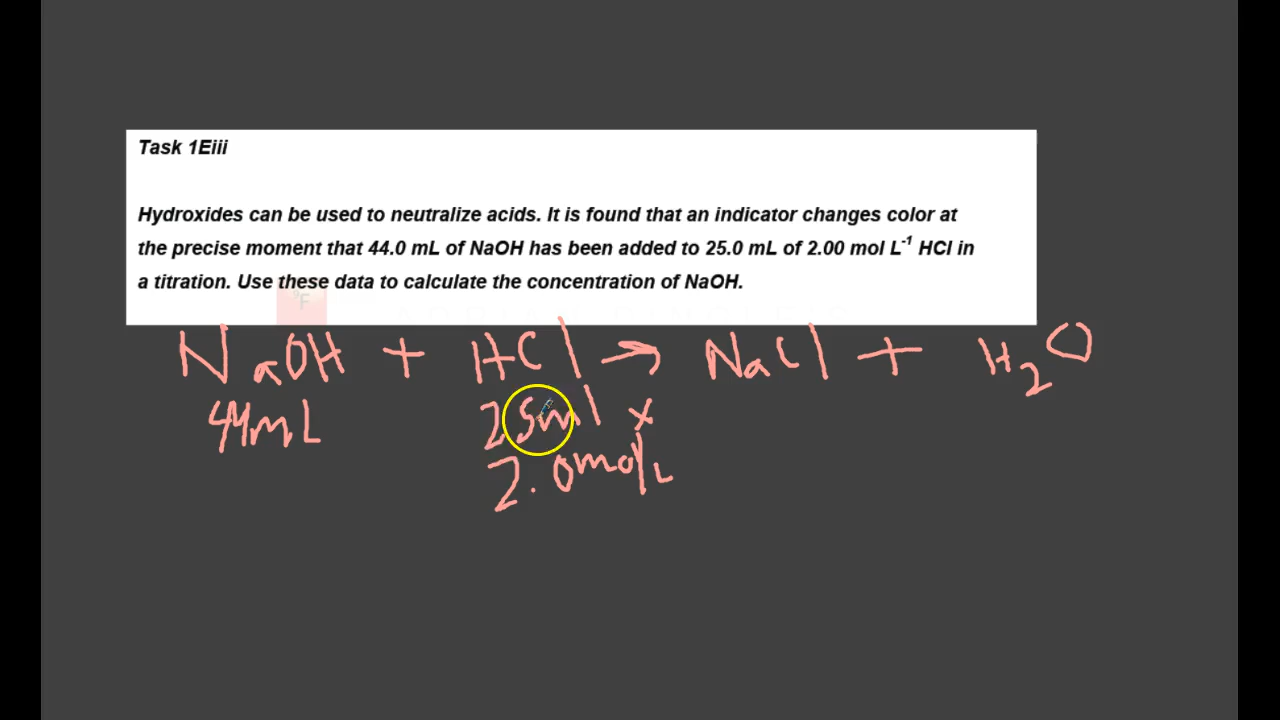 Task 1Eiii
Hydroxides can be used to neutralize acids. It is found that an indicator changes color at
the precise moment that 44.0 mL of NaOH has been added to 25.0 mL of 2.00 mol L⁻¹ HCl in
a titration. Use these data to calculate the concentration of NaOH.
NaOH + HCl → NaCl + H₂O
44mL 25ml x
2.0mol/L